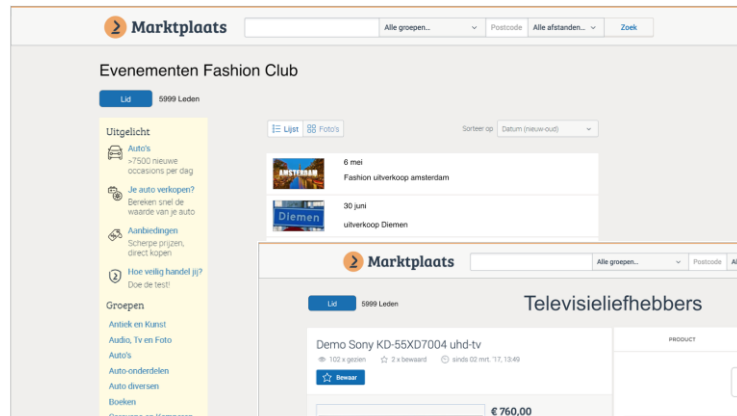 Marktplaats
Alle groepen... Postcode Alle afstanden... Zoek
Evenementen Fashion Club
Lid 5999 Leden
Uitgelicht
Auto's
>7500 nieuwe
occasions per dag
Je auto verkopen?
Bereken snel de
waarde van je auto
Aanbiedingen
Scherpe prijzen,
direct kopen
Hoe veilig handel jij?
Doe de test!
Groepen
Antiek en Kunst
Audio, Tv en Foto
Auto's
Auto-onderdelen
Auto diversen
Boeken
Lijst Foto's Sorteer op Datum (nieuw-oud)
AMSTERDAM
6 mei
Fashion uitverkoop amsterdam
Diemen
30 juni
uitverkoop Diemen
Marktplaats
Alle groepen... Postcode
Lid 5999 Leden
Televisieliefhebbers
Demo Sony KD-55XD7004 uhd-tv
102 x gezien 2 x bewaard sinds 02 mrt. '17, 13:49
Bewaar
€ 760,00
PRODUCT